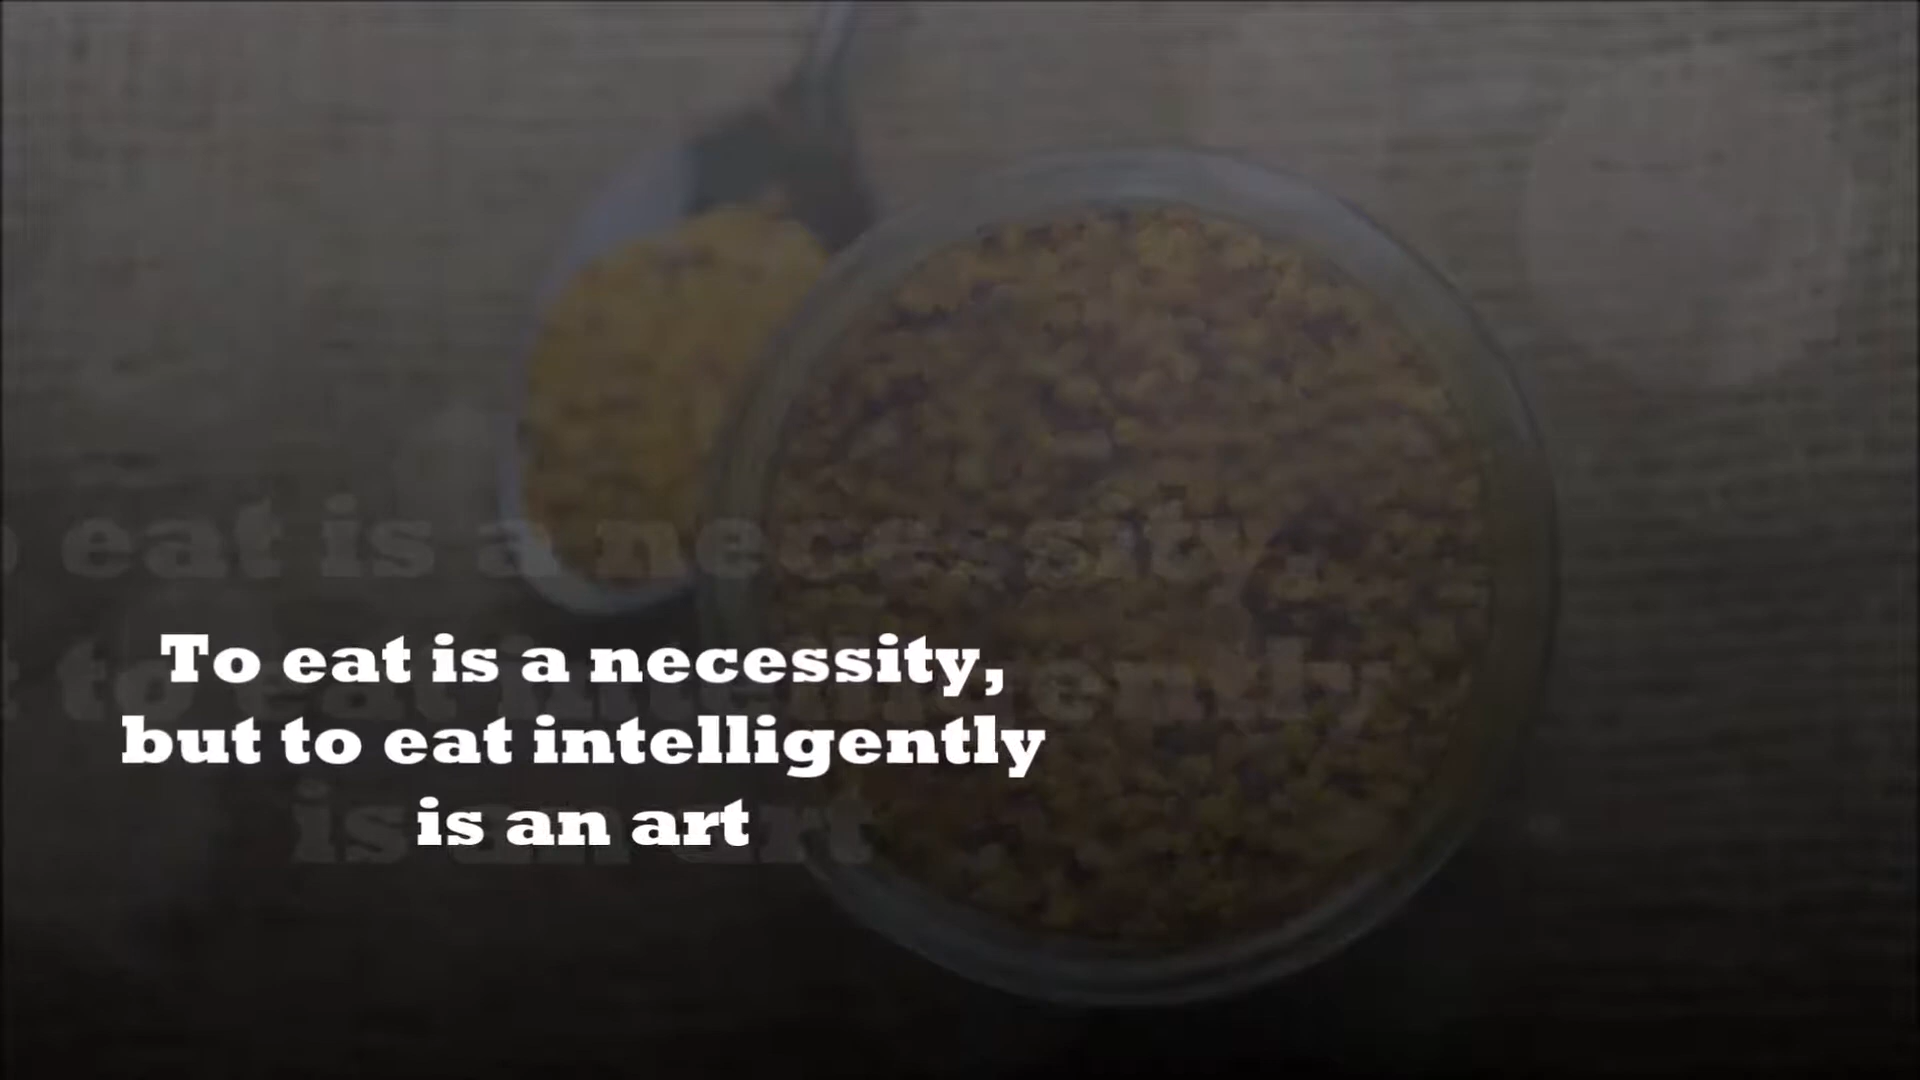 To eat is a necessity,
but to eat intelligently
is an art